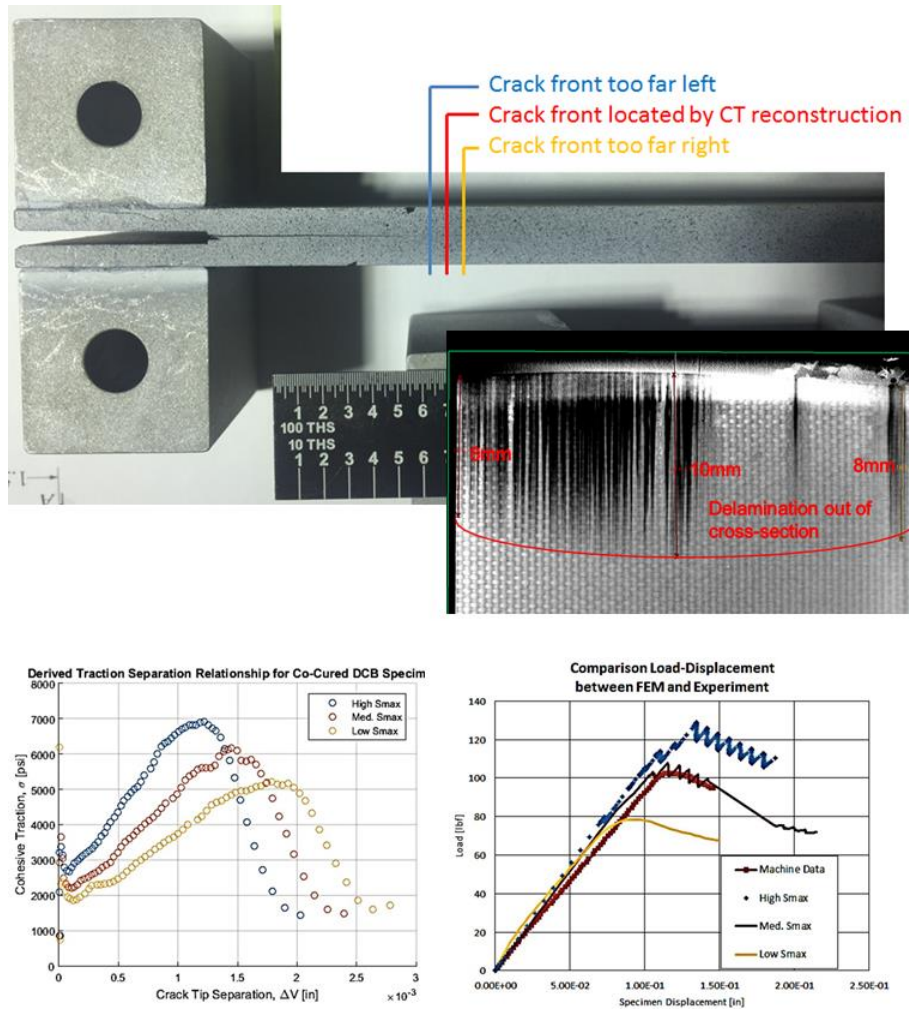 Crack front too far left
Crack front located by CT reconstruction
Crack front too far right
1 2 3 4 5 6 7
100 THS
10 THS
1 2 3 4 5 6
10mm
8mm
Delamination out of
cross-section
Derived Traction Separation Relationship for Co-Cured DCB Specim
8000
7000
6000
5000
4000
3000
2000
1000
0
Cohesive Traction, σ [psi]
High Smax
Med. Smax
Low Smax
0 0.5 1 1.5 2 2.5 3
×10⁻³
Crack Tip Separation, ΔV [in]
Comparison Load-Displacement
between FEM and Experiment
140
120
100
80
60
40
20
0
Load [lbf]
Machine Data
High Smax
Med. Smax
Low Smax
0.00E+00 5.00E-02 1.00E-01 1.50E-01 2.00E-01 2.50E-01
Specimen Displacement [in]